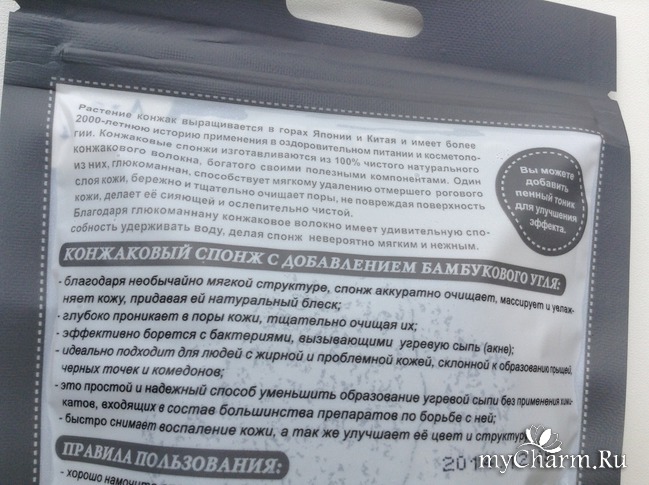 Растение конжак выращивается в горах Японии и Китая и имеет более
2000-летнюю историю применения в оздоровительном питании и косметоло-
гии. Конжаковые спонжи изготавливаются из 100% чистого натурального
конжакового волокна, богатого своими полезными компонентами. Один
из них, глюкоманнан, способствует мягкому удалению отмершего рогового
слоя кожи, бережно и тщательно очищает поры, не повреждая поверхность
кожи, делает её сияющей и ослепительно чистой.
Благодаря глюкоманнану конжаковое волокно имеет удивительную спо-
собность удерживать воду, делая спонж невероятно мягким и нежным.
Вы можете
добавить
пенный тоник
для улучшения
эффекта.
КОНЖАКОВЫЙ СПОНЖ С ДОБАВЛЕНИЕМ БАМБУКОВОГО УГЛЯ:
- благодаря необычайно мягкой структуре, спонж аккуратно очищает, массирует и увлаж-
няет кожу, придавая ей натуральный блеск;
- глубоко проникает в поры кожи, тщательно очищая их;
- эффективно борется с бактериями, вызывающими угревую сыпь (акне);
- идеально подходит для людей с жирной и проблемной кожей, склонной к образованию прыщей,
черных точек и комедонов;
- это простой и надежный способ уменьшить образование угревой сыпи без применения хими-
катов, входящих в состав большинства препаратов по борьбе с ней;
- быстро снимает воспаление кожи, а так же улучшает её цвет и структур
201
ПРАВИЛА ПОЛЬЗОВАНИЯ:
- хорошо намочите
myCharm.Ru